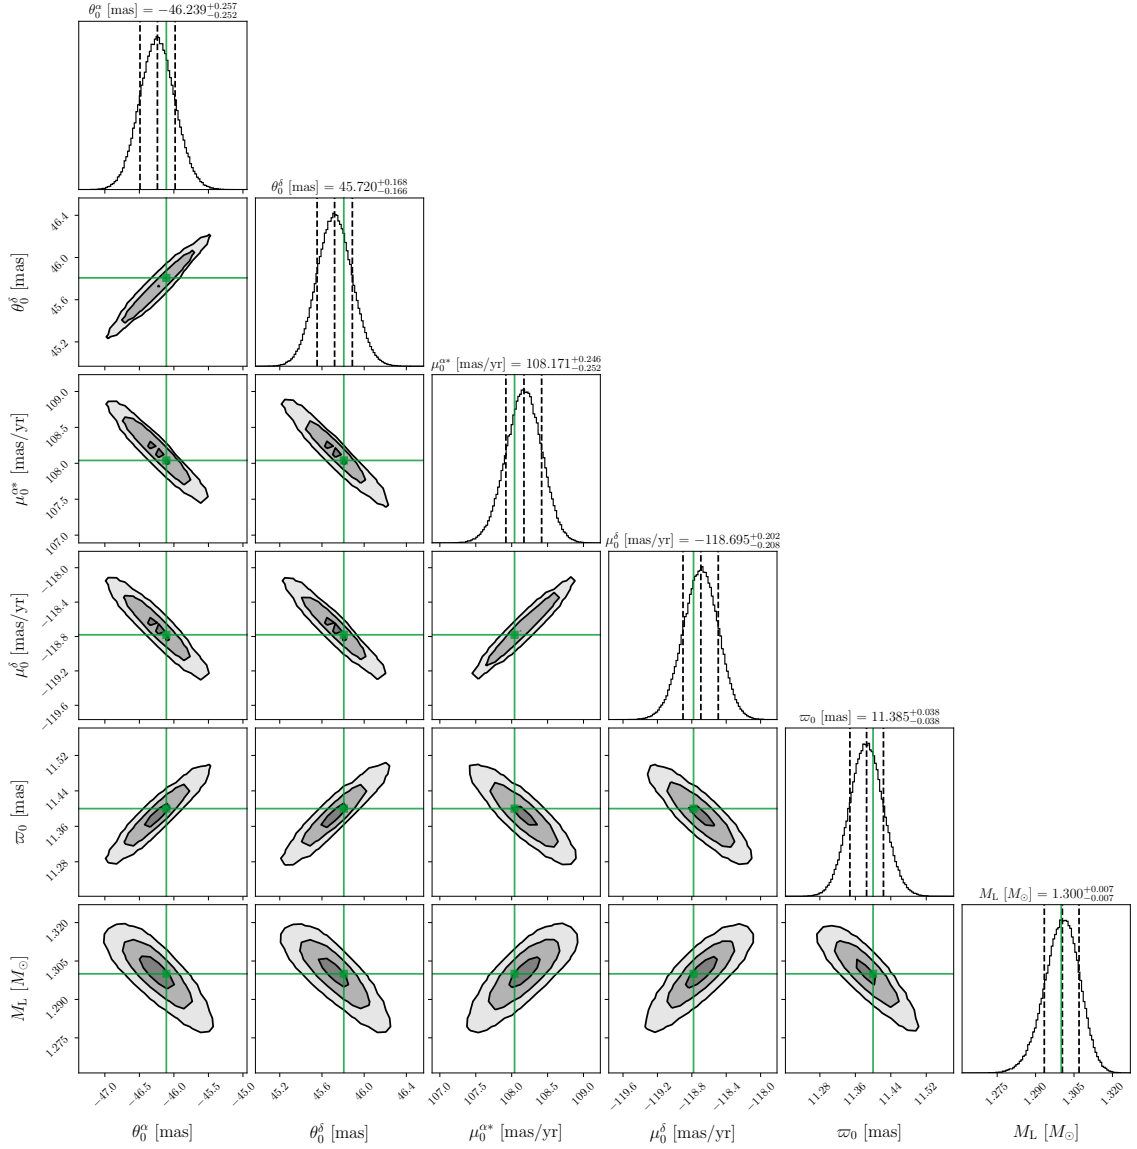 θ₀^α [mas] = −46.239^{+0.257}_{−0.252}
θ₀^δ [mas] = 45.720^{+0.168}_{−0.166}
46.4
46.0
45.6
45.2
θ₀^δ [mas]
μ₀^{α*} [mas/yr] = 108.171^{+0.246}_{−0.252}
109.0
108.5
108.0
107.5
107.0
μ₀^{α*} [mas/yr]
μ₀^δ [mas/yr] = −118.695^{+0.202}_{−0.208}
−118.0
−118.4
−118.8
−119.2
−119.6
μ₀^δ [mas/yr]
ϖ₀ [mas] = 11.385^{+0.038}_{−0.038}
11.52
11.44
11.36
11.28
ϖ₀ [mas]
M_L [M_⊙] = 1.300^{+0.007}_{−0.007}
1.320
1.305
1.290
1.275
M_L [M_⊙]
−47.0 −46.5 −46.0 −45.5 −45.0 45.2 45.6 46.0 46.4 107.0 107.5 108.0 108.5 109.0 −119.6 −119.2 −118.8 −118.4 −118.0 11.28 11.36 11.44 11.52 1.275 1.290 1.305 1.320
θ₀^α [mas] θ₀^δ [mas] μ₀^{α*} [mas/yr] μ₀^δ [mas/yr] ϖ₀ [mas] M_L [M_⊙]